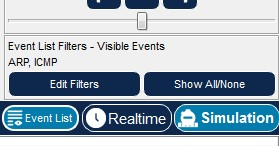 Event List Filters - Visible Events
ARP, ICMP
Edit Filters Show All/None
Event List Realtime Simulation